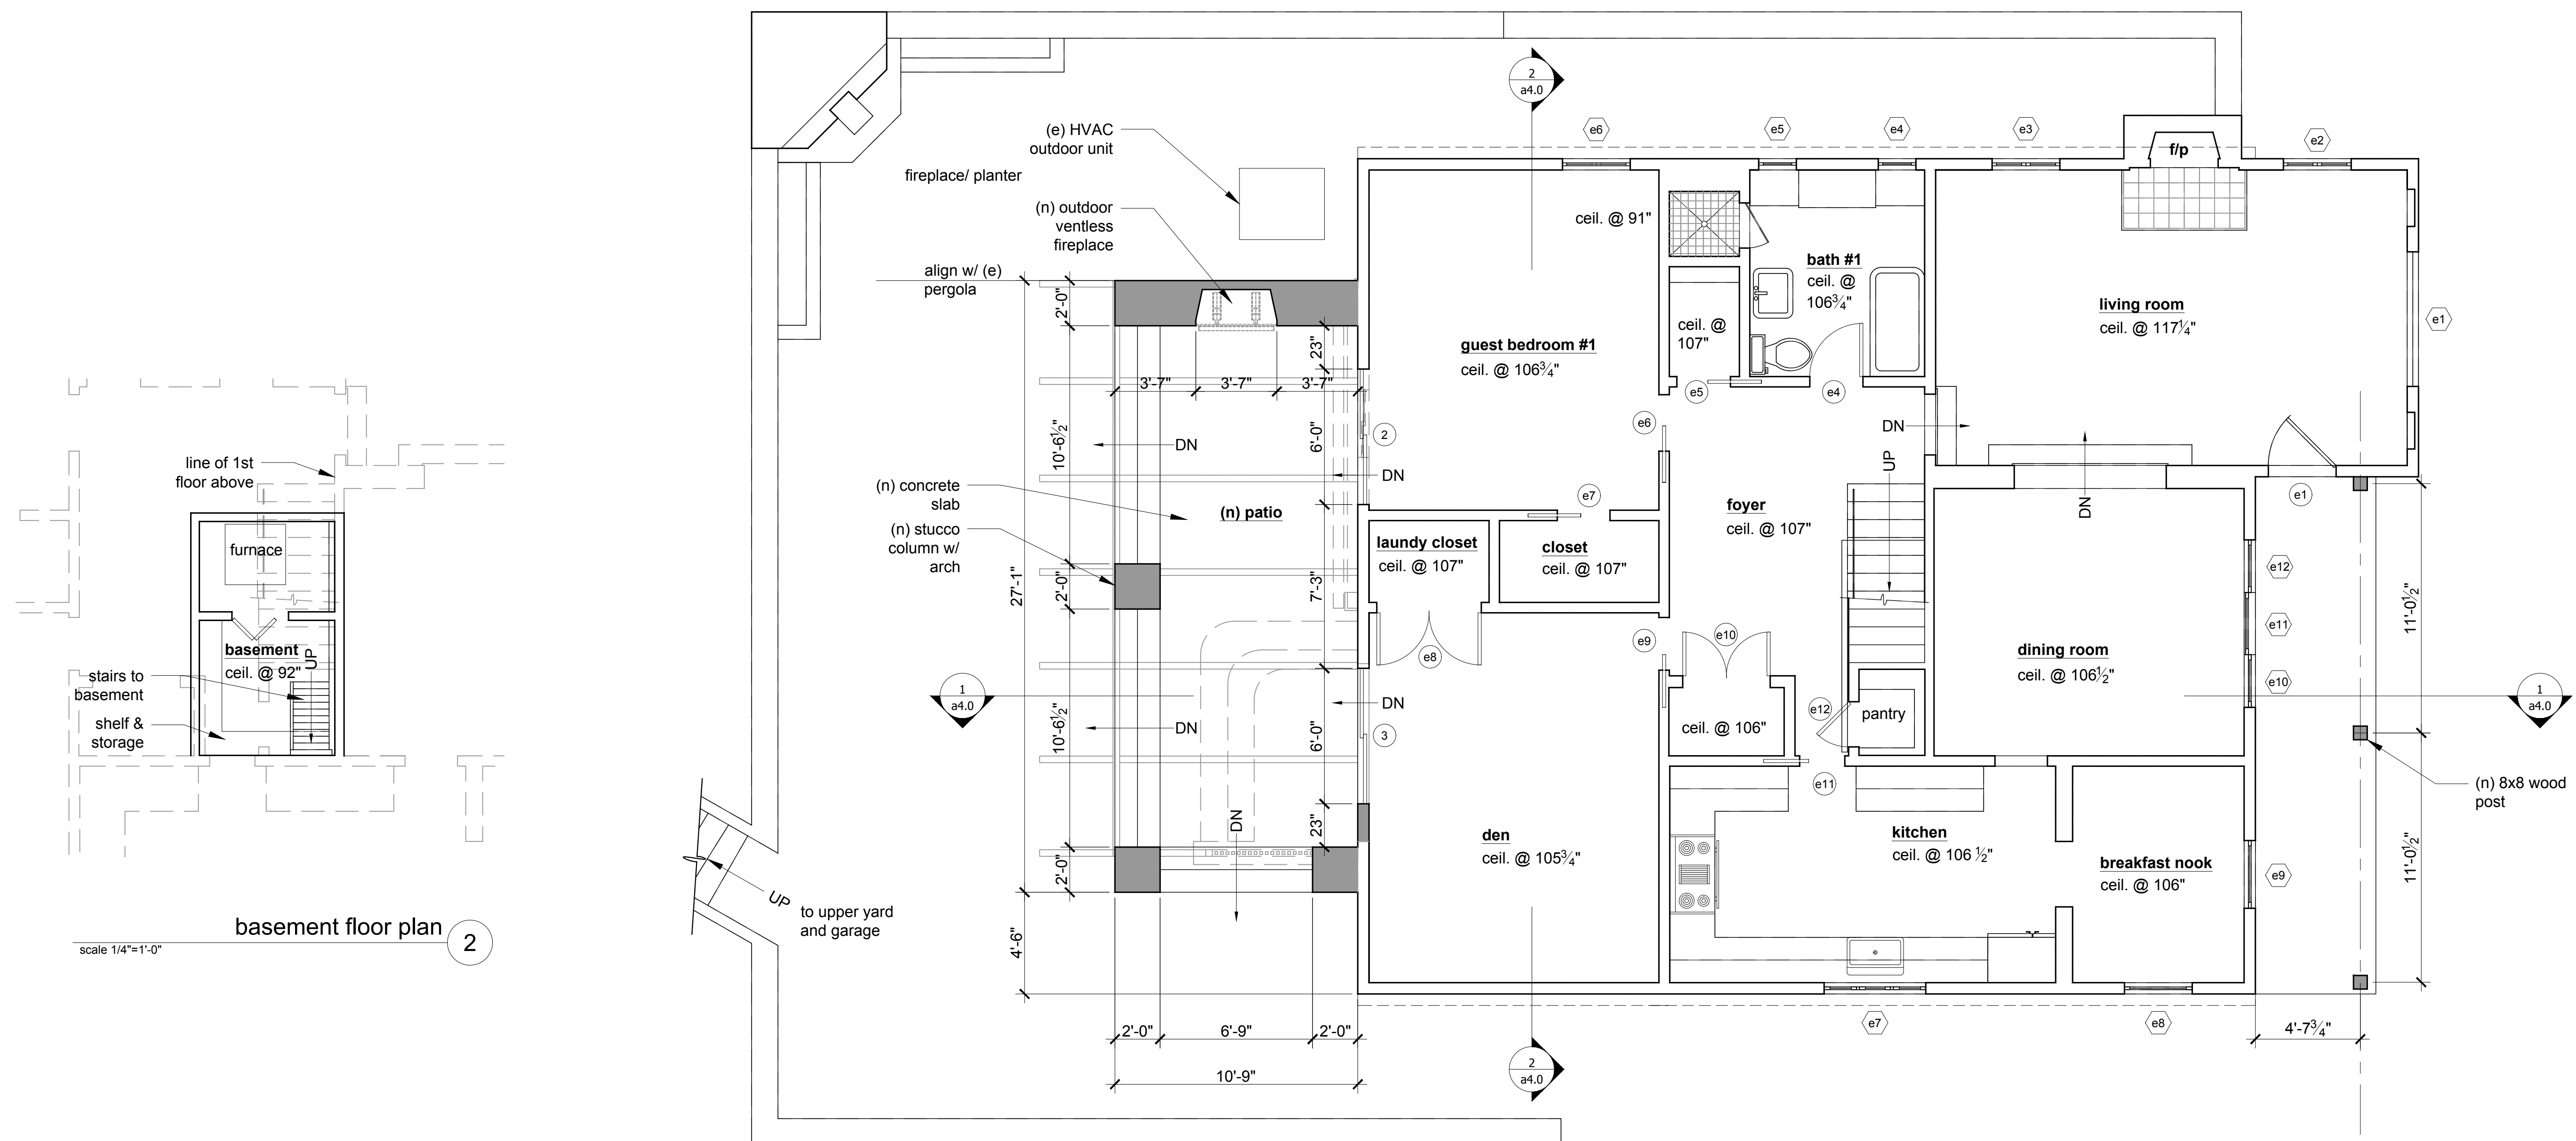 line of 1st
floor above
furnace
basement
ceil. @ 92"
UP
stairs to
basement
shelf &
storage
basement floor plan
2
scale 1/4"=1'-0"
2
a4.0
(e) HVAC
outdoor unit
fireplace/ planter
(n) outdoor
ventless
fireplace
align w/ (e)
pergola
2'-0"
23"
3'-7"
3'-7"
3'-7"
10'-6½"
DN
6'-0"
DN
(n) concrete
slab
(n) stucco
column w/
arch
(n) patio
27'-1"
2'-0"
7'-3"
1
a4.0
10'-6½"
DN
6'-0"
DN
23"
DN
2'-0"
4'-6"
UP
to upper yard
and garage
2'-0"
6'-9"
2'-0"
10'-9"
2
a4.0
e6
e5
e4
e3
f/p
e2
ceil. @ 91"
bath #1
ceil. @
106¾"
living room
ceil. @ 117¼"
e1
guest bedroom #1
ceil. @ 106¾"
ceil. @
107"
e5
e4
2
e6
DN
UP
e7
DN
e1
foyer
ceil. @ 107"
laundy closet
ceil. @ 107"
closet
ceil. @ 107"
e12
e11
e10
11'-0½"
e8
e9
e10
dining room
ceil. @ 106½"
1
a4.0
3
ceil. @ 106"
e12
pantry
(n) 8x8 wood
post
e11
den
ceil. @ 105¾"
kitchen
ceil. @ 106 ½"
breakfast nook
ceil. @ 106"
e9
11'-0½"
e7
e8
4'-7¾"